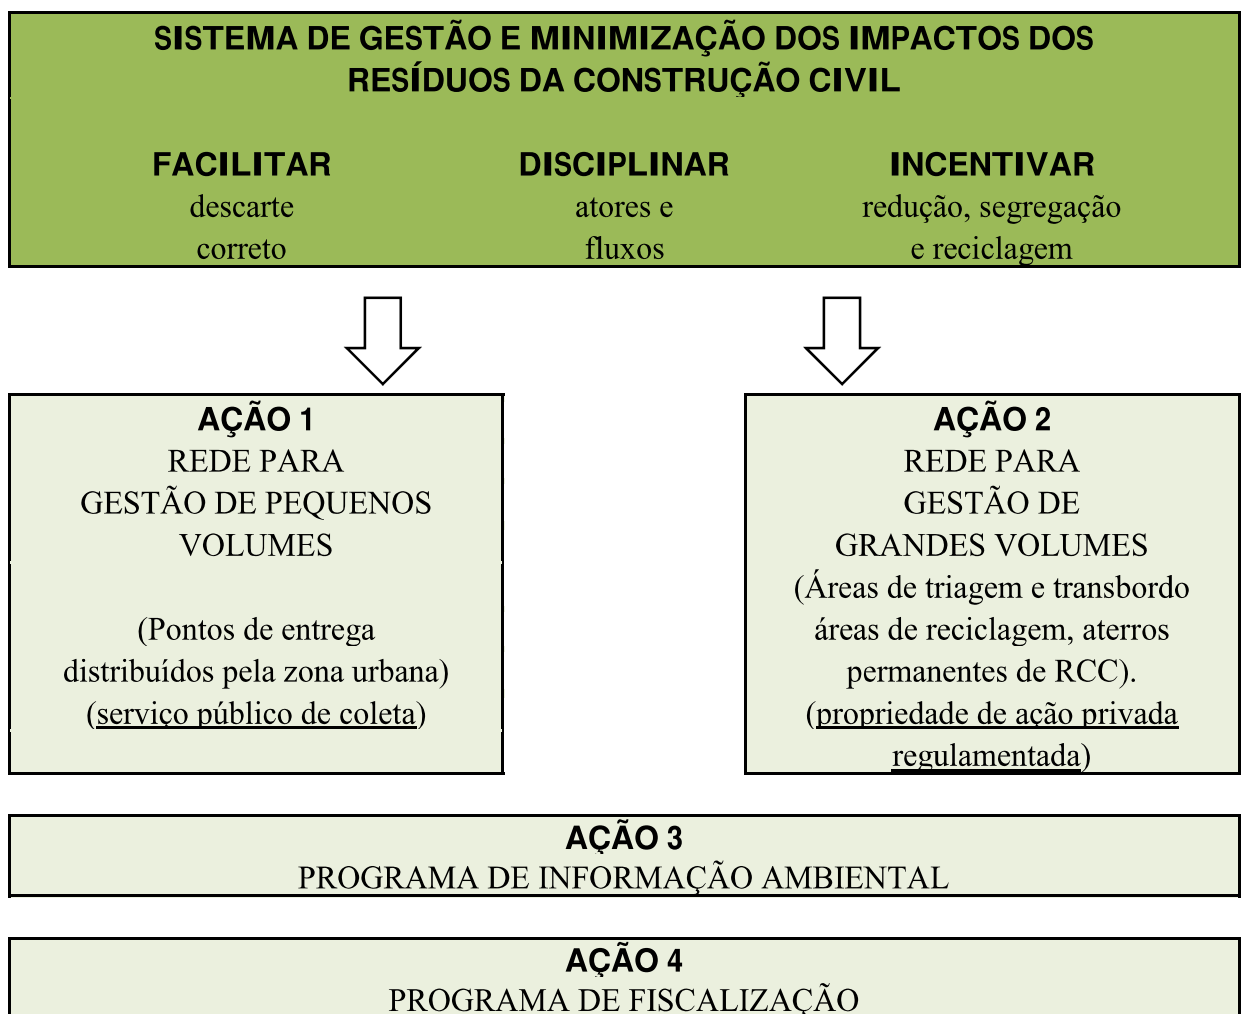 SISTEMA DE GESTÃO E MINIMIZAÇÃO DOS IMPACTOS DOS
RESÍDUOS DA CONSTRUÇÃO CIVIL
FACILITAR
descarte
correto
DISCIPLINAR
atores e
fluxos
INCENTIVAR
redução, segregação
e reciclagem
AÇÃO 1
REDE PARA
GESTÃO DE PEQUENOS
VOLUMES
(Pontos de entrega
distribuídos pela zona urbana)
(serviço público de coleta)
AÇÃO 2
REDE PARA
GESTÃO DE
GRANDES VOLUMES
(Áreas de triagem e transbordo
áreas de reciclagem, aterros
permanentes de RCC).
(propriedade de ação privada
regulamentada)
AÇÃO 3
PROGRAMA DE INFORMAÇÃO AMBIENTAL
AÇÃO 4
PROGRAMA DE FISCALIZAÇÃO